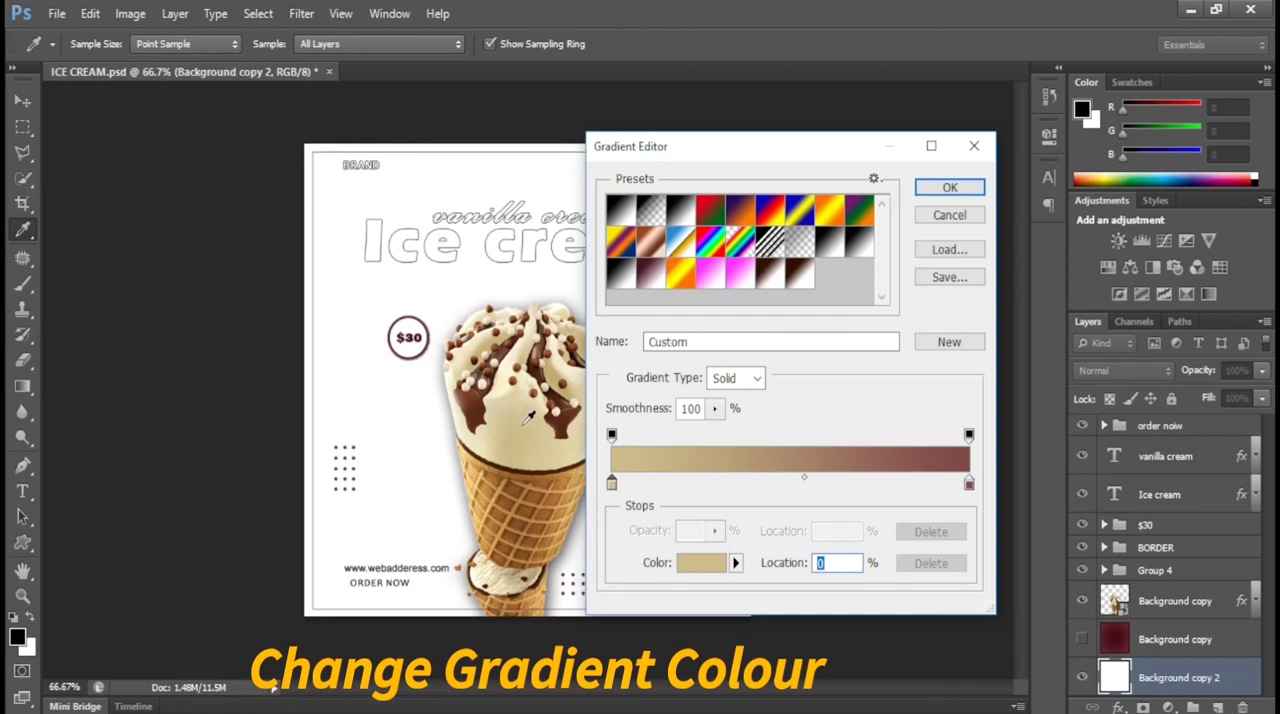 Ps File Edit Image Layer Type Select Filter View Window Help
Sample Size: Point Sample Sample: All Layers Show Sampling Ring Essentials
ICE CREAM.psd @ 66.7% (Background copy 2, RGB/8) * ×
Color Swatches
R 0
G 0
B 0
Adjustments Styles
Add an adjustment
Layers Channels Paths
Kind
Normal Opacity: 100%
Lock: Fill: 100%
order noiw
T vanilla cream fx
T Ice cream fx
$30
BORDER
Group 4
Background copy fx
Background copy
Background copy 2
BRAND
vanilla cre
Ice cre
$30
www.webadderess.com
ORDER NOW
Gradient Editor
Presets
OK
Cancel
Load...
Save...
Name: Custom New
Gradient Type: Solid
Smoothness: 100 %
Stops
Opacity: % Location: % Delete
Color: Location: 0 % Delete
Change Gradient Colour
66.67% Doc: 1.48M/11.5M
Mini Bridge Timeline